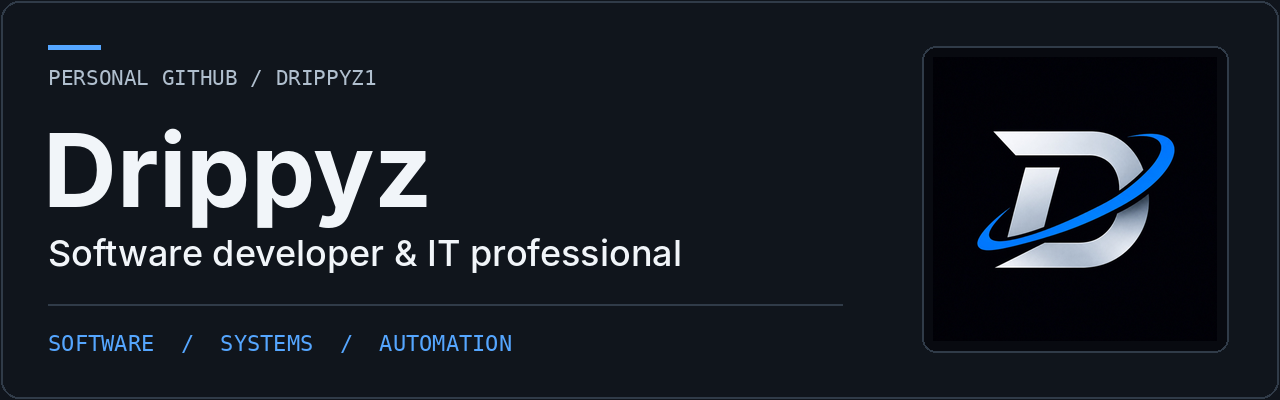 PERSONAL GITHUB / DRIPPYZ1
Drippyz
Software developer & IT professional
SOFTWARE / SYSTEMS / AUTOMATION